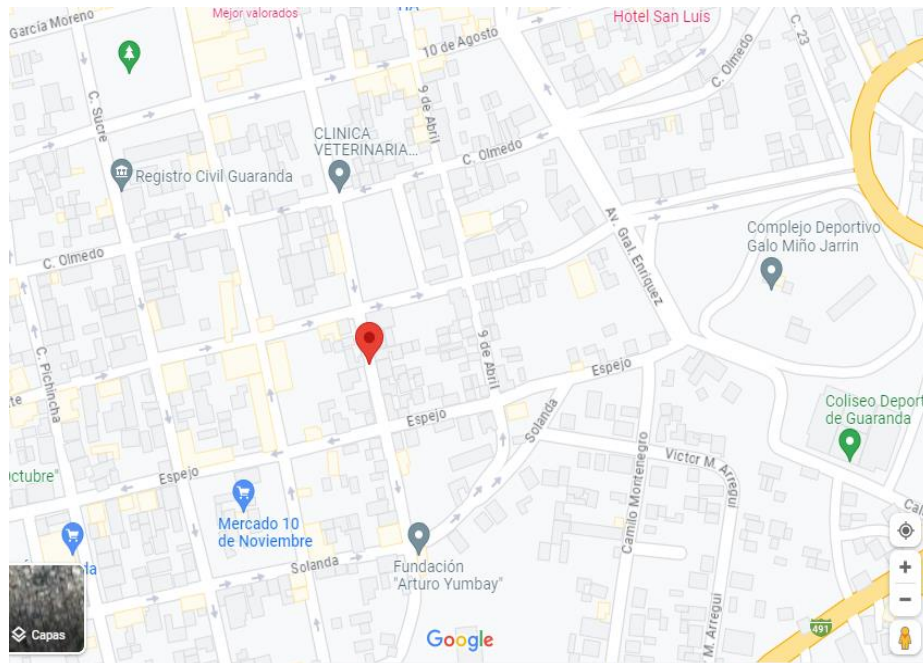 García Moreno
Mejor valorados
Hotel San Luis
10 de Agosto
C. 23
C. Olmedo
9 de Abril
C. Sucre
CLINICA
VETERINARIA...
C. Olmedo
Registro Civil Guaranda
Av. Gral. Enriquez
Complejo Deportivo
Galo Miño Jarrin
C. Olmedo
C. Pichincha
9 de Abril
Espejo
Espejo
Solanda
Coliseo Deport
de Guaranda
Victor M. Arregui
Camilo Montenegro
Espejo
octubre"
Mercado 10
de Noviembre
Solanda
Fundación
"Arturo Yumbay"
M. Arregui
491
Capas
Google